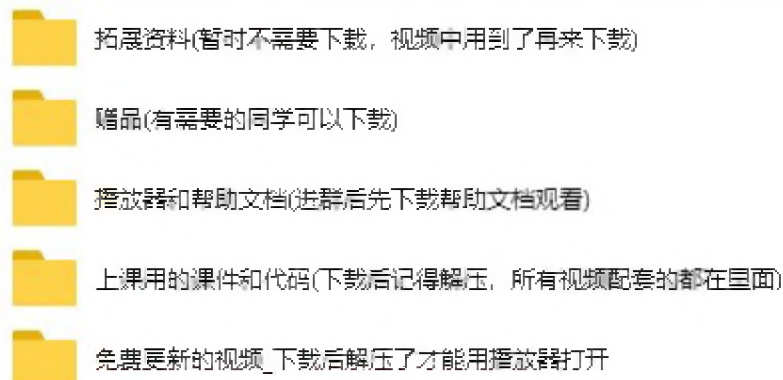 拓展资料(暂时不需要下载，视频中用到了再来下载)
赠品(有需要的同学可以下载)
播放器和帮助文档(进群后先下载帮助文档观看)
上课用的课件和代码(下载后记得解压，所有视频配套的都在里面)
免费更新的视频_下载后解压了才能用播放器打开